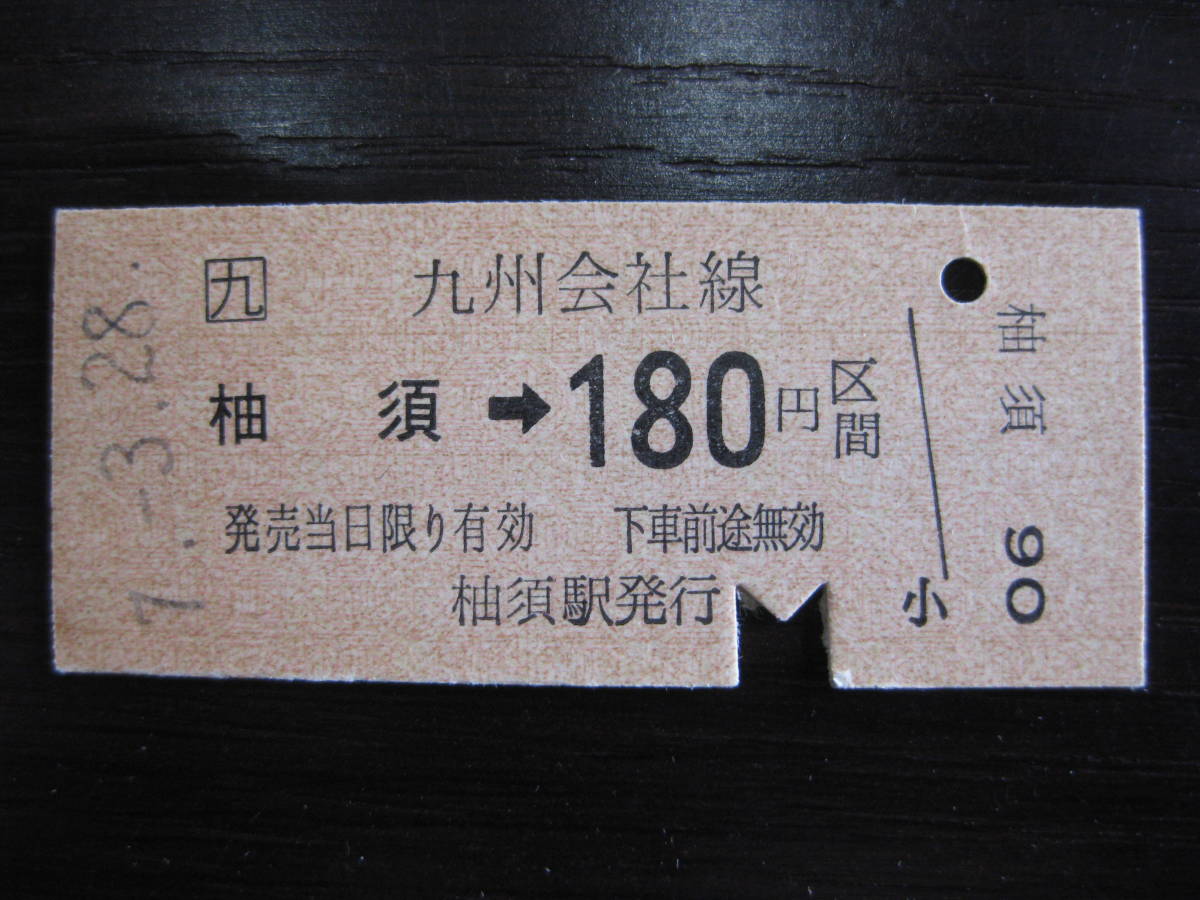 7.-3.28.
九 九州会社線
柚須➡180円区間
発売当日限り有効 下車前途無効
柚須駅発行
小
柚須
90